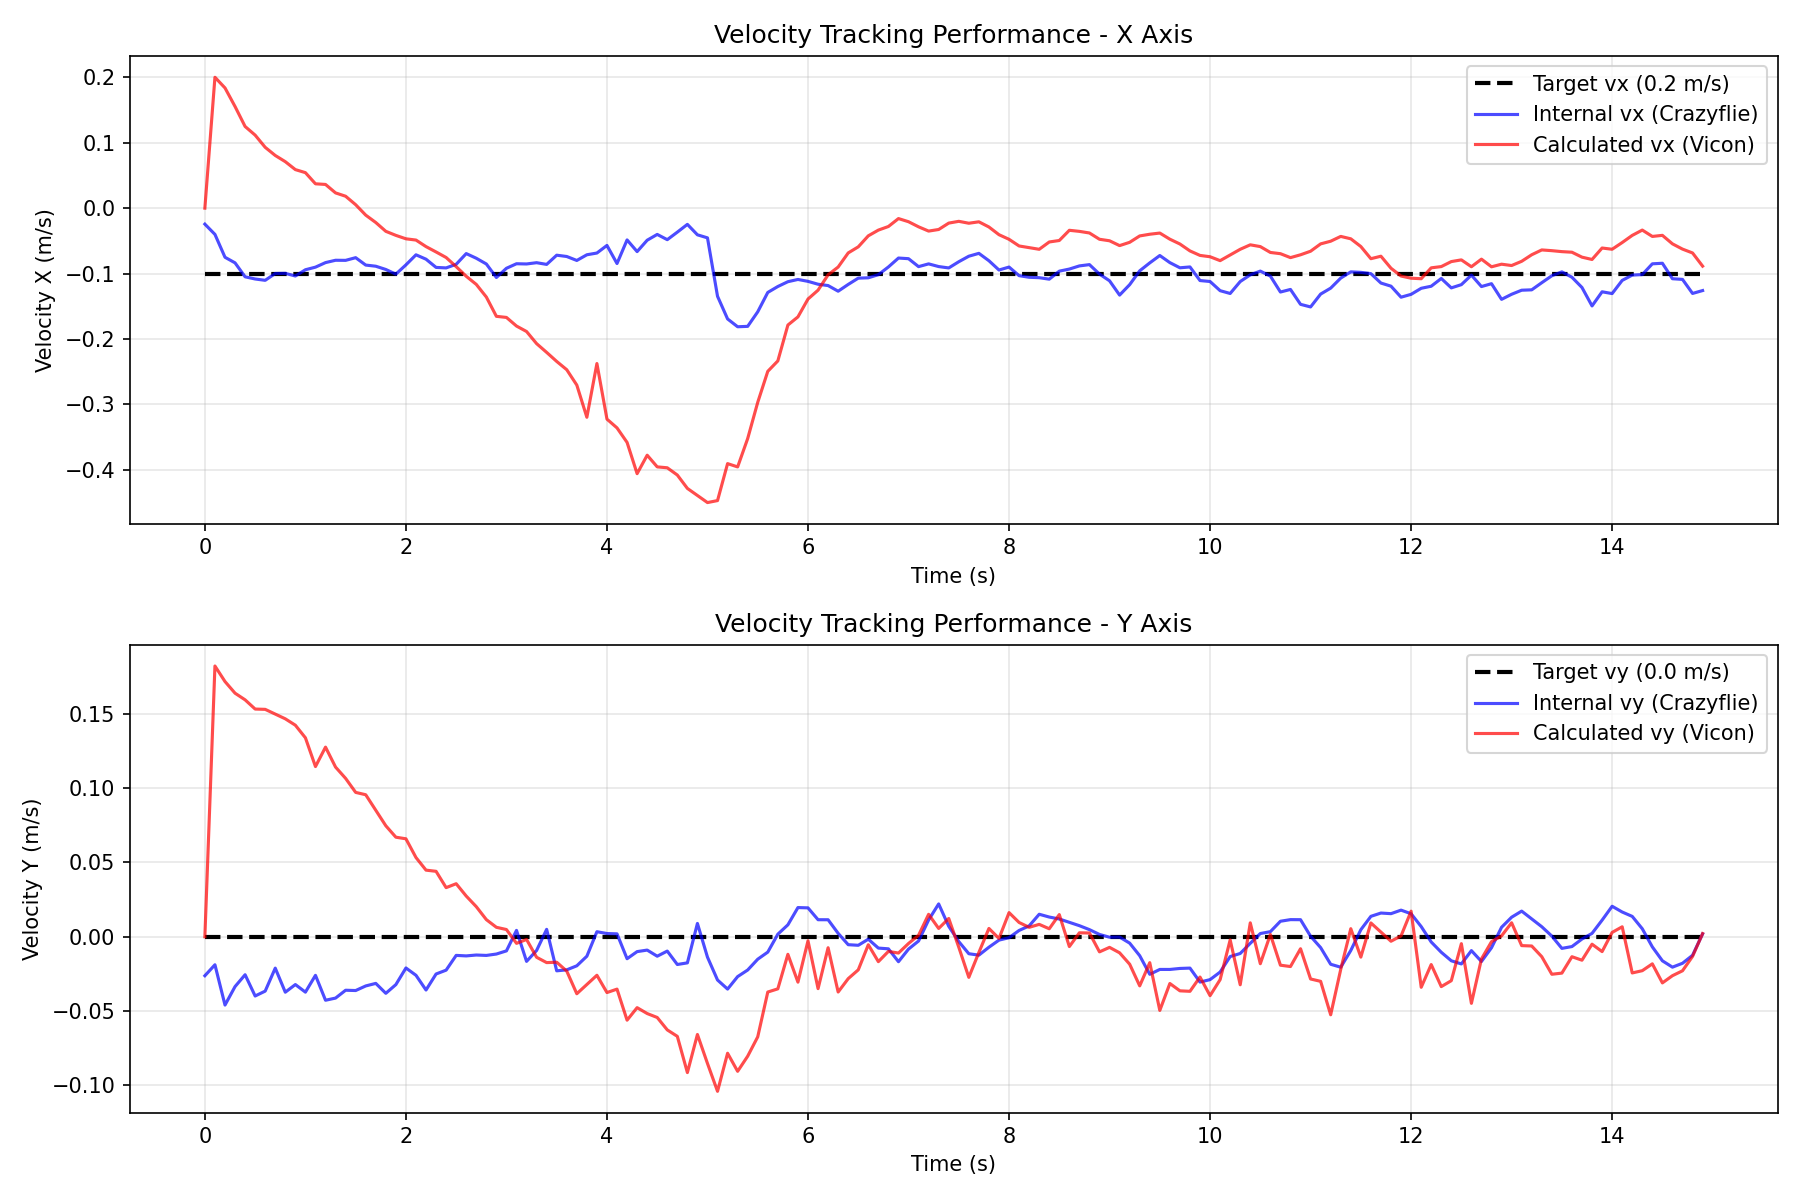 Velocity Tracking Performance - X Axis
Target vx (0.2 m/s)
Internal vx (Crazyflie)
Calculated vx (Vicon)
Velocity X (m/s)
0.2
0.1
0.0
−0.1
−0.2
−0.3
−0.4
0 2 4 6 8 10 12 14
Time (s)
Velocity Tracking Performance - Y Axis
Target vy (0.0 m/s)
Internal vy (Crazyflie)
Calculated vy (Vicon)
Velocity Y (m/s)
0.15
0.10
0.05
0.00
−0.05
−0.10
0 2 4 6 8 10 12 14
Time (s)